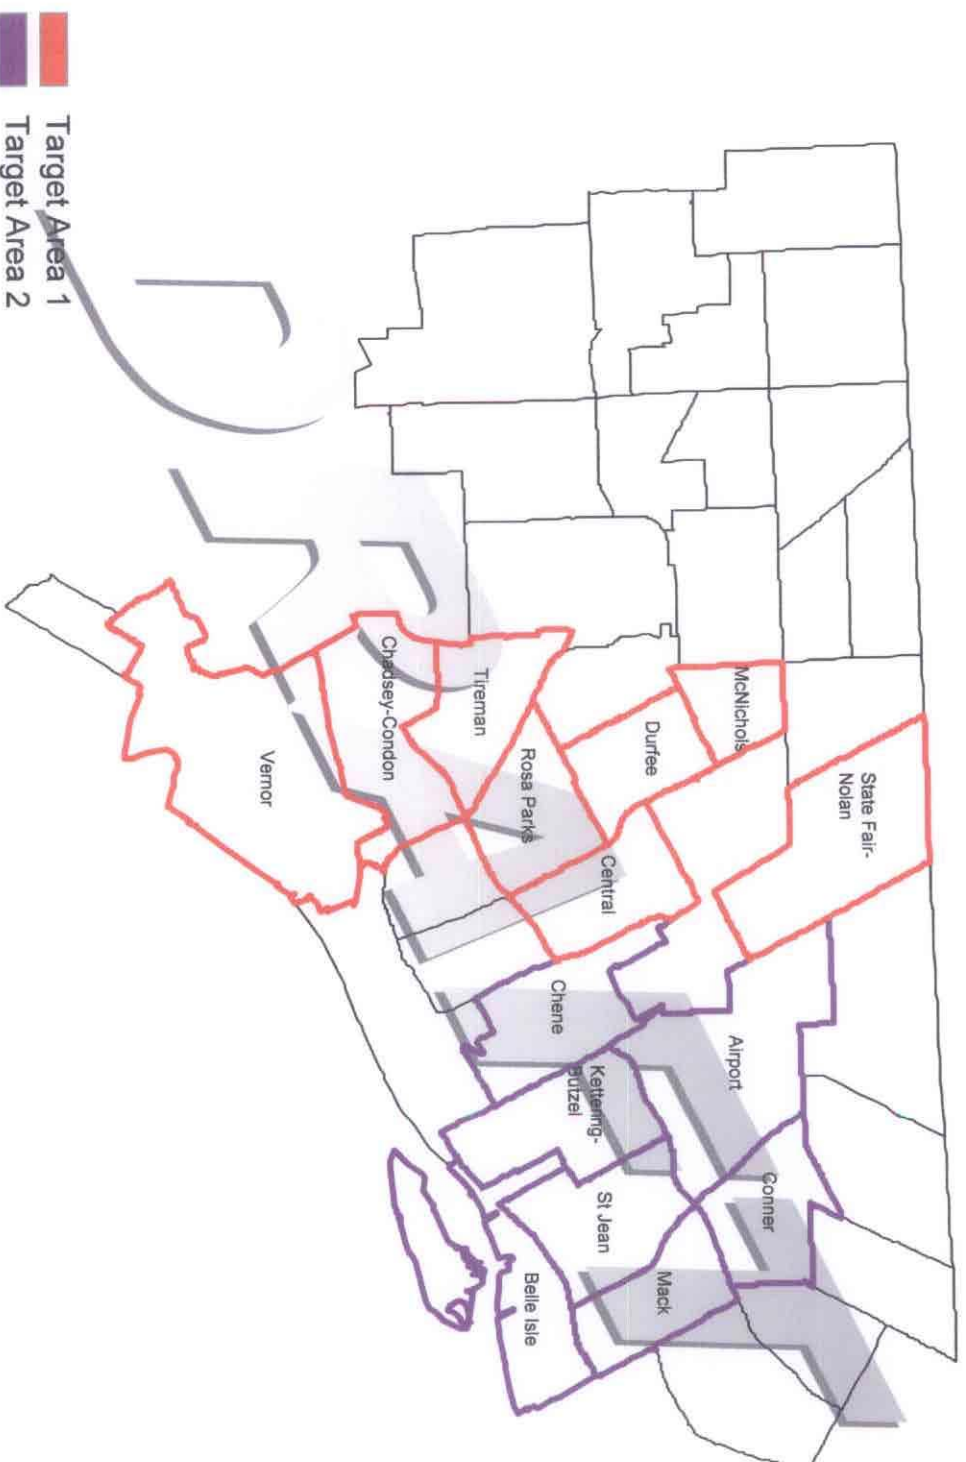 Target Area 1
Target Area 2
State Fair-
Nolan
McNichols
Durfee
Central
Rosa Parks
Tireman
Chadsey-Condon
Vernor
Airport
Conner
Chene
Kettering-
Butzel
St Jean
Mack
Belle Isle